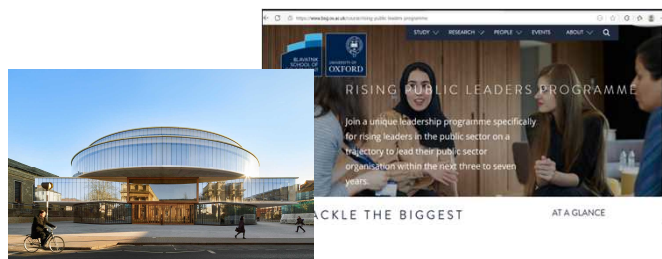 https://www.bsg.ox.ac.uk/course/rising-public-leaders-programme
STUDY RESEARCH PEOPLE EVENTS ABOUT
BLAVATNIK
SCHOOL OF
UNIVERSITY OF
OXFORD
RISING PUBLIC LEADERS PROGRAMME
Join a unique leadership programme specifically
for rising leaders in the public sector on a
trajectory to lead their public sector
organisation within the next three to seven
years.
ACKLE THE BIGGEST
AT A GLANCE